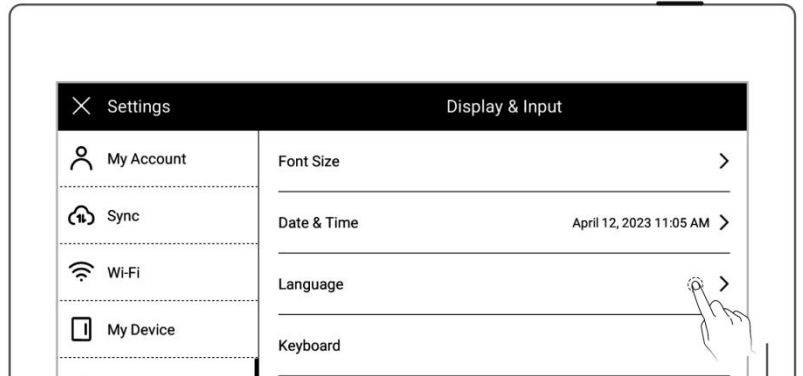 Settings
Display & Input
My Account
Font Size
Sync
Date & Time
April 12, 2023 11:05 AM
Wi-Fi
Language
My Device
Keyboard